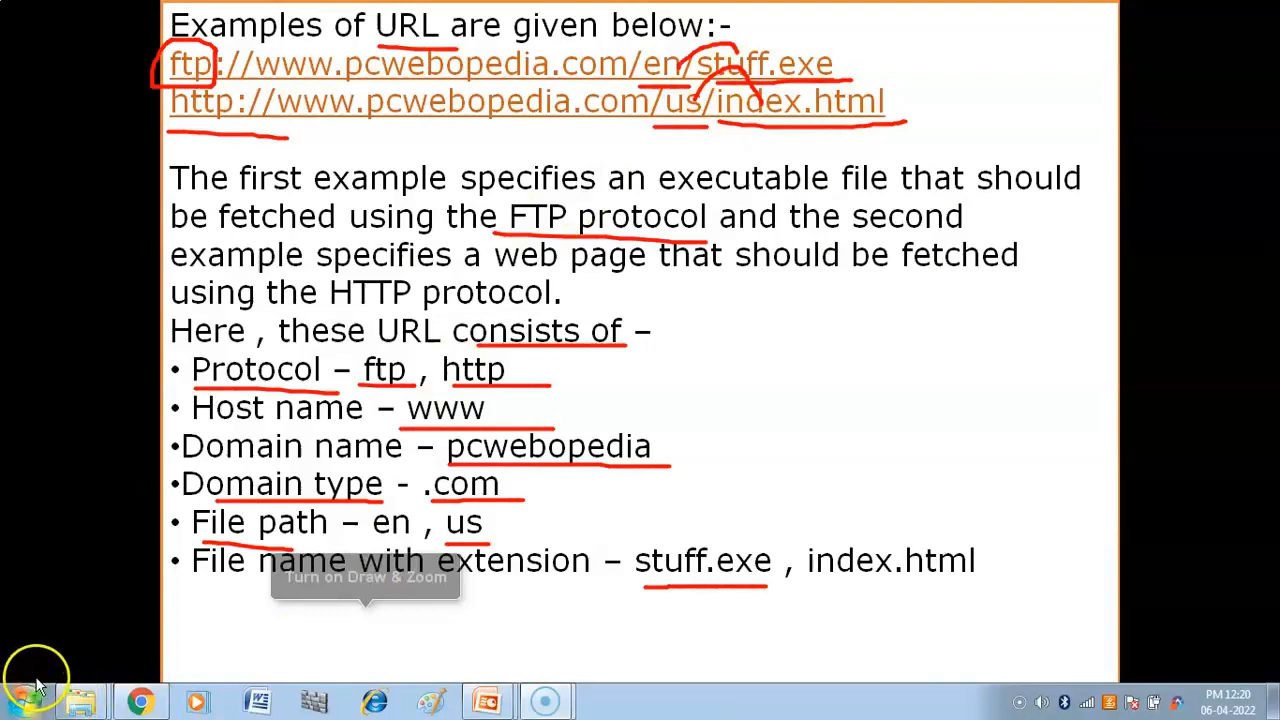 Examples of URL are given below:-
ftp://www.pcwebopedia.com/en/stuff.exe
http://www.pcwebopedia.com/us/index.html
The first example specifies an executable file that should
be fetched using the FTP protocol and the second
example specifies a web page that should be fetched
using the HTTP protocol.
Here , these URL consists of –
• Protocol – ftp , http
• Host name – www
•Domain name – pcwebopedia
•Domain type - .com
• File path – en , us
• File name with extension – stuff.exe , index.html
Turn on Draw & Zoom
PM 12:20
06-04-2022